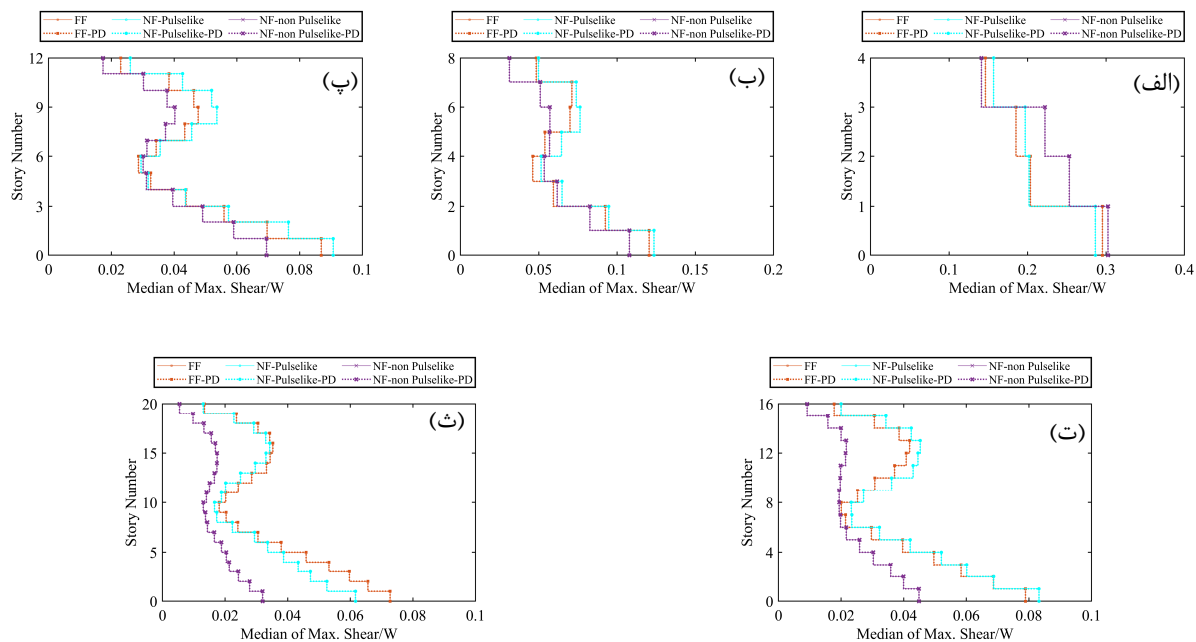 FF NF-Pulselike NF-non Pulselike
FF-PD NF-Pulselike-PD NF-non Pulselike-PD
(پ)
Story Number
12
9
6
3
0
0 0.02 0.04 0.06 0.08 0.1
Median of Max. Shear/W
FF NF-Pulselike NF-non Pulselike
FF-PD NF-Pulselike-PD NF-non Pulselike-PD
(ب)
Story Number
8
6
4
2
0
0 0.05 0.1 0.15 0.2
Median of Max. Shear/W
FF NF-Pulselike NF-non Pulselike
FF-PD NF-Pulselike-PD NF-non Pulselike-PD
(الف)
Story Number
4
3
2
1
0
0 0.1 0.2 0.3 0.4
Median of Max. Shear/W
FF NF-Pulselike NF-non Pulselike
FF-PD NF-Pulselike-PD NF-non Pulselike-PD
(ث)
Story Number
20
15
10
5
0
0 0.02 0.04 0.06 0.08 0.1
Median of Max. Shear/W
FF NF-Pulselike NF-non Pulselike
FF-PD NF-Pulselike-PD NF-non Pulselike-PD
(ت)
Story Number
16
12
8
4
0
0 0.02 0.04 0.06 0.08 0.1
Median of Max. Shear/W